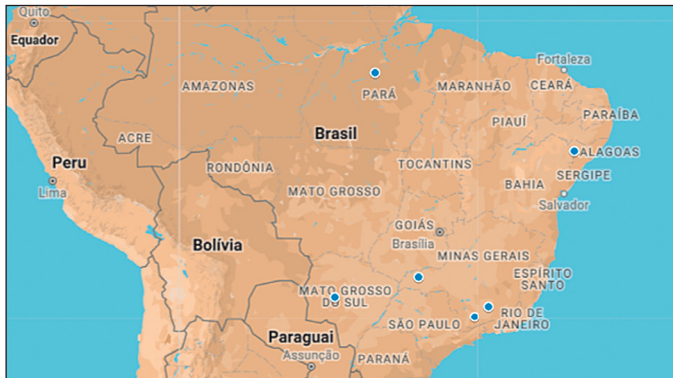 Quito
Equador
Fortaleza
AMAZONAS
PARÁ
MARANHÃO
CEARÁ
PARAÍBA
PIAUÍ
Brasil
ACRE
ALAGOAS
Peru
RONDÔNIA
TOCANTINS
SERGIPE
Lima
MATO GROSSO
BAHIA
Salvador
GOIÁS
Bolívia
Brasília
MINAS GERAIS
ESPÍRITO
SANTO
MATO GROSSO
DO SUL
RIO DE
JANEIRO
SÃO PAULO
Paraguai
Assunção
PARANÁ